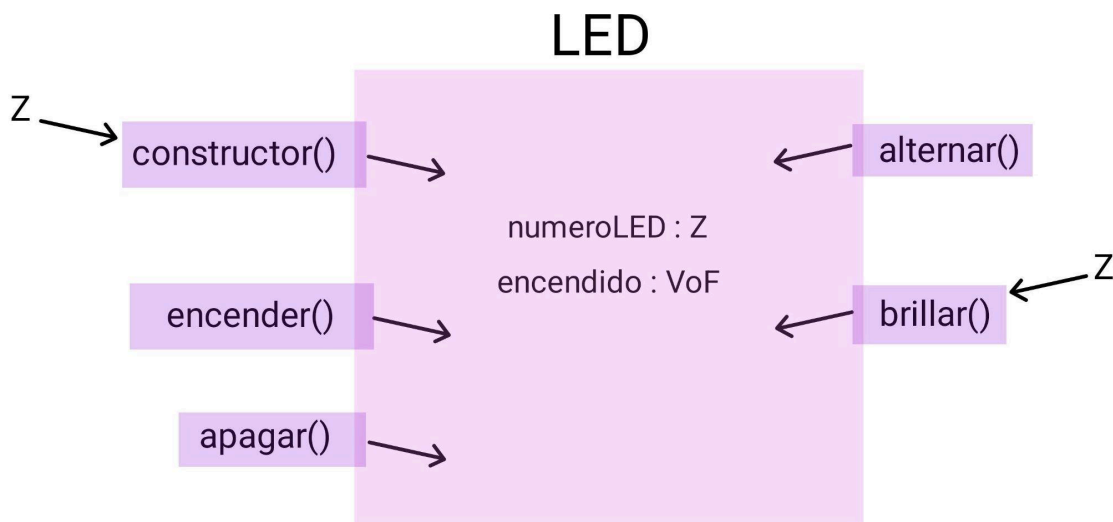 LED
Z
constructor()
alternar()
numeroLED : Z
encendido : VoF
Z
encender()
brillar()
apagar()